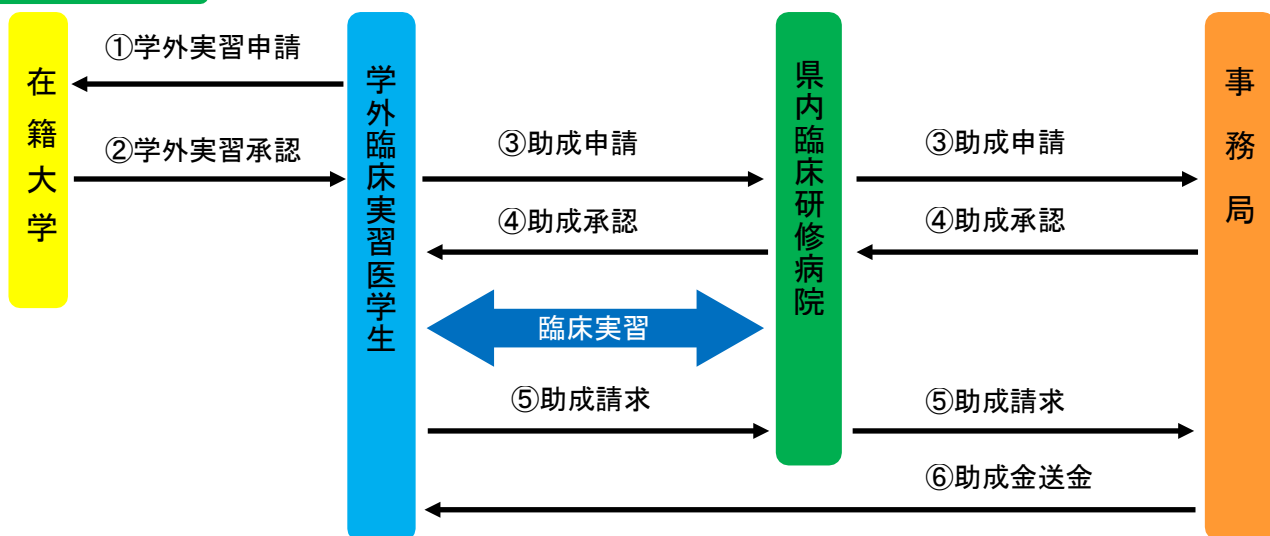 在籍大学
①学外実習申請
②学外実習承認
学外臨床実習医学生
③助成申請
④助成承認
臨床実習
⑤助成請求
県内臨床研修病院
③助成申請
④助成承認
⑤助成請求
⑥助成金送金
事務局